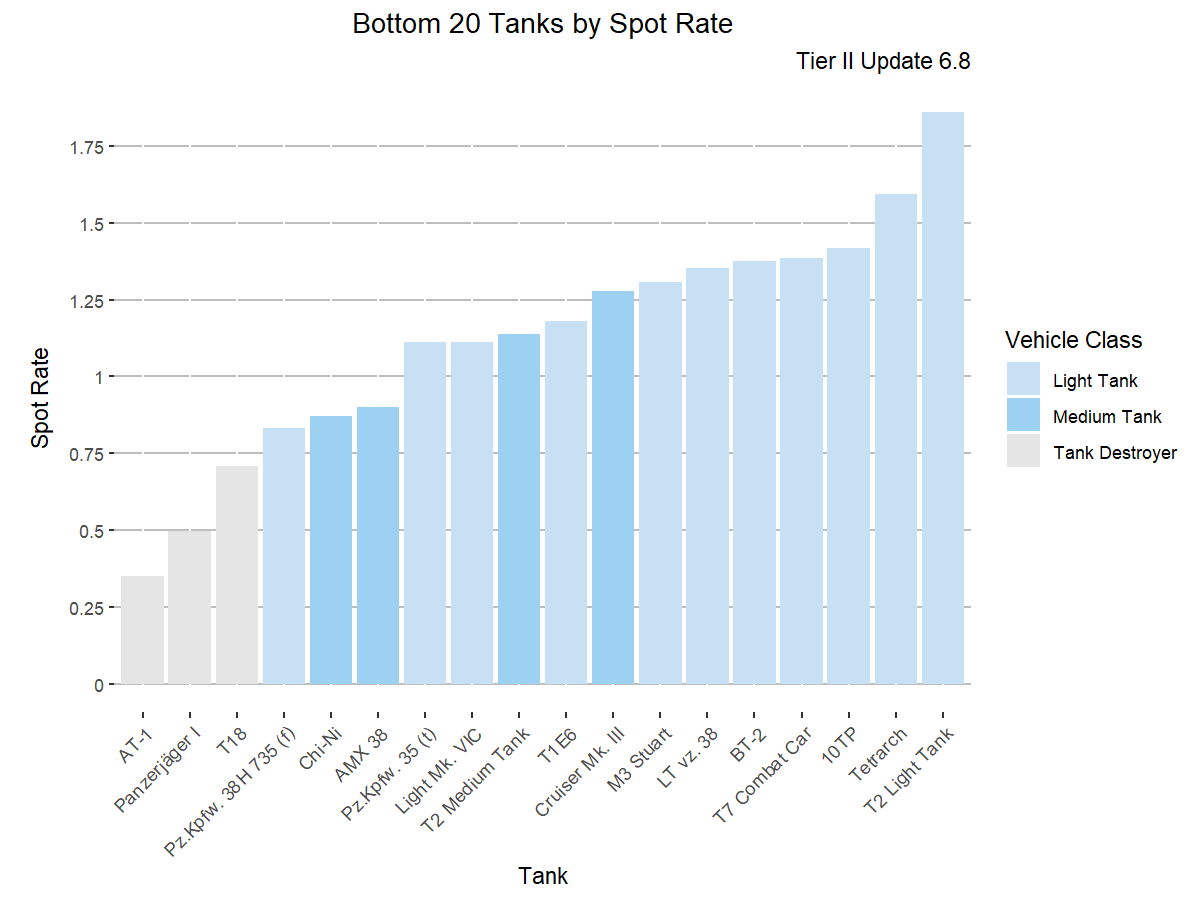 Bottom 20 Tanks by Spot Rate
Tier II Update 6.8
1.75
1.5
1.25
1
0.75
0.5
0.25
0
Spot Rate
AT-1
Panzerjäger I
T18
Pz.Kpfw. 38H 735 (f)
Chi-Ni
AMX 38
Pz.Kpfw. 35 (t)
Light Mk. VIC
T2 Medium Tank
T1E6
Cruiser Mk. III
M3 Stuart
LT vz. 38
BT-2
T7 Combat Car
10TP
Tetrarch
T2 Light Tank
Tank
Vehicle Class
Light Tank
Medium Tank
Tank Destroyer